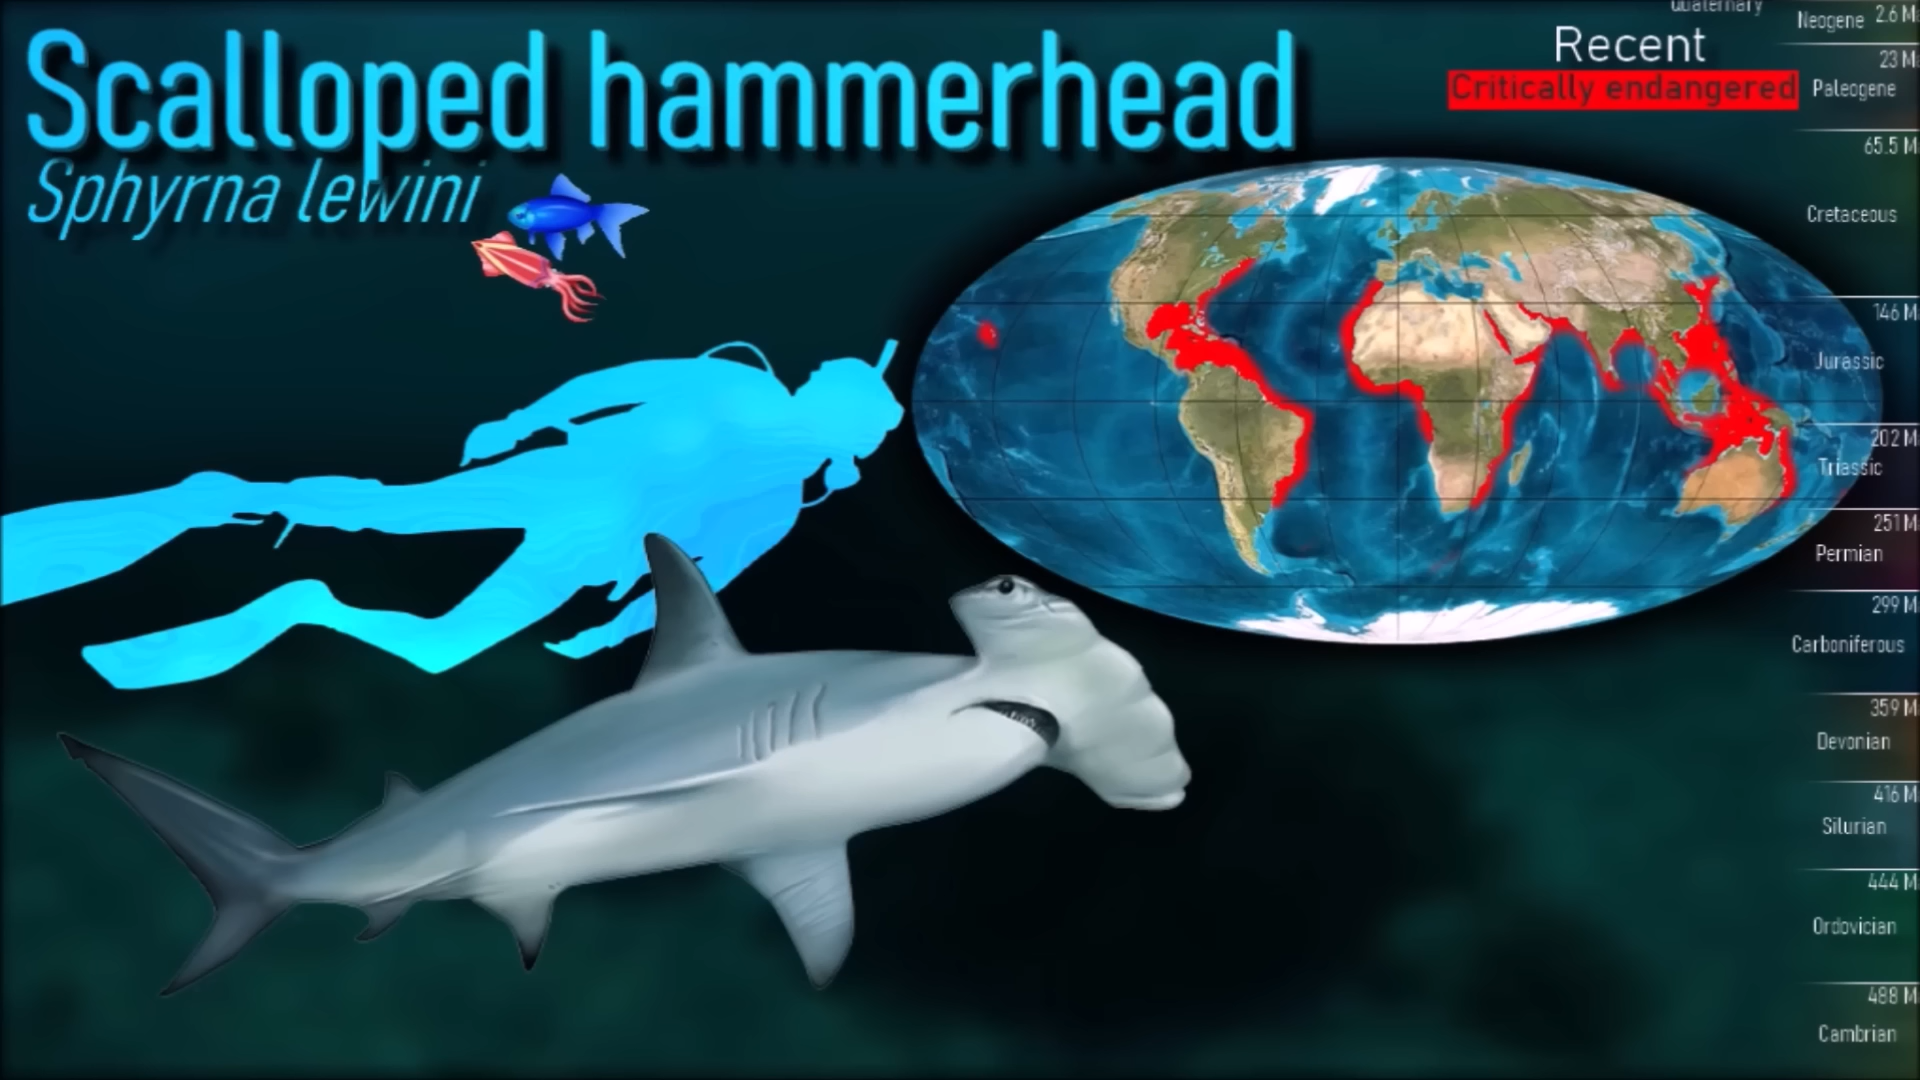 Scalloped hammerhead
Sphyrna lewini
Recent
Critically endangered
Quaternary
2.6 M
Neogene
23 M
Paleogene
65.5 M
Cretaceous
146 M
Jurassic
202 M
Triassic
251 M
Permian
299 M
Carboniferous
359 M
Devonian
416 M
Silurian
444 M
Ordovician
488 M
Cambrian